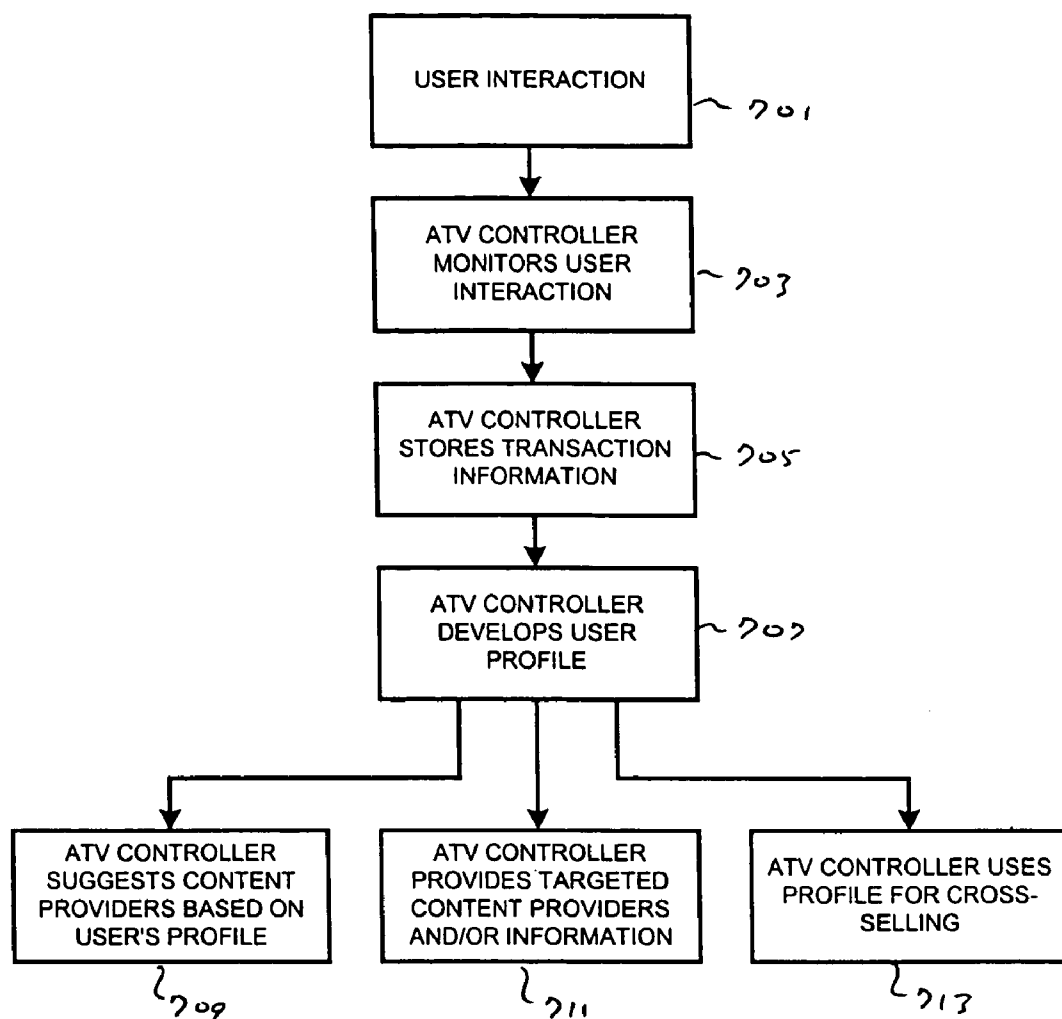 USER INTERACTION
701
ATV CONTROLLER
MONITORS USER
INTERACTION
703
ATV CONTROLLER
STORES TRANSACTION
INFORMATION
705
ATV CONTROLLER
DEVELOPS USER
PROFILE
707
ATV CONTROLLER
SUGGESTS CONTENT
PROVIDERS BASED ON
USER'S PROFILE
ATV CONTROLLER
PROVIDES TARGETED
CONTENT PROVIDERS
AND/OR INFORMATION
ATV CONTROLLER USES
PROFILE FOR CROSS-
SELLING
709
711
713